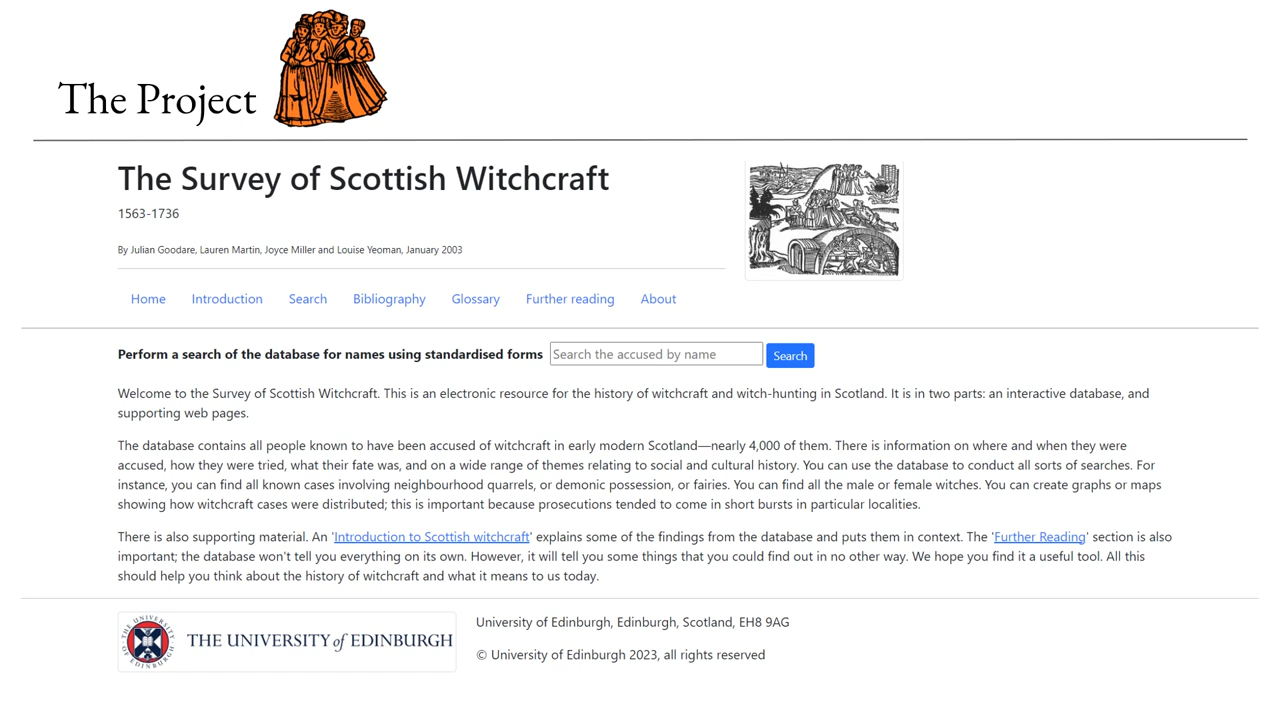 The Project
The Survey of Scottish Witchcraft
1563-1736
By Julian Goodare, Lauren Martin, Joyce Miller and Louise Yeoman, January 2003
Home Introduction Search Bibliography Glossary Further reading About
Perform a search of the database for names using standardised forms Search the accused by name Search
Welcome to the Survey of Scottish Witchcraft. This is an electronic resource for the history of witchcraft and witch-hunting in Scotland. It is in two parts: an interactive database, and
supporting web pages.
The database contains all people known to have been accused of witchcraft in early modern Scotland—nearly 4,000 of them. There is information on where and when they were
accused, how they were tried, what their fate was, and on a wide range of themes relating to social and cultural history. You can use the database to conduct all sorts of searches. For
instance, you can find all known cases involving neighbourhood quarrels, or demonic possession, or fairies. You can find all the male or female witches. You can create graphs or maps
showing how witchcraft cases were distributed; this is important because prosecutions tended to come in short bursts in particular localities.
There is also supporting material. An 'Introduction to Scottish witchcraft' explains some of the findings from the database and puts them in context. The 'Further Reading' section is also
important; the database won't tell you everything on its own. However, it will tell you some things that you could find out in no other way. We hope you find it a useful tool. All this
should help you think about the history of witchcraft and what it means to us today.
THE UNIVERSITY OF EDINBURGH
THE UNIVERSITY of EDINBURGH
University of Edinburgh, Edinburgh, Scotland, EH8 9AG
© University of Edinburgh 2023, all rights reserved